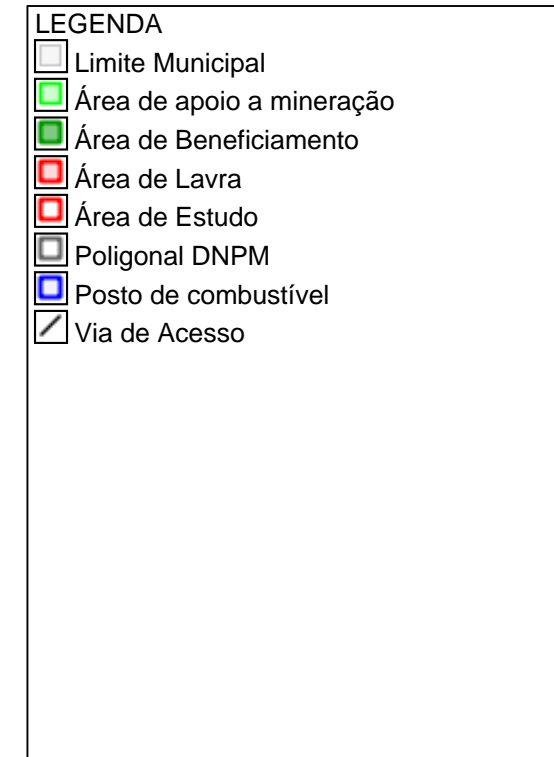 LEGENDA
Limite Municipal
Área de apoio a mineração
Área de Beneficiamento
Área de Lavra
Área de Estudo
Poligonal DNPM
Posto de combustível
Via de Acesso